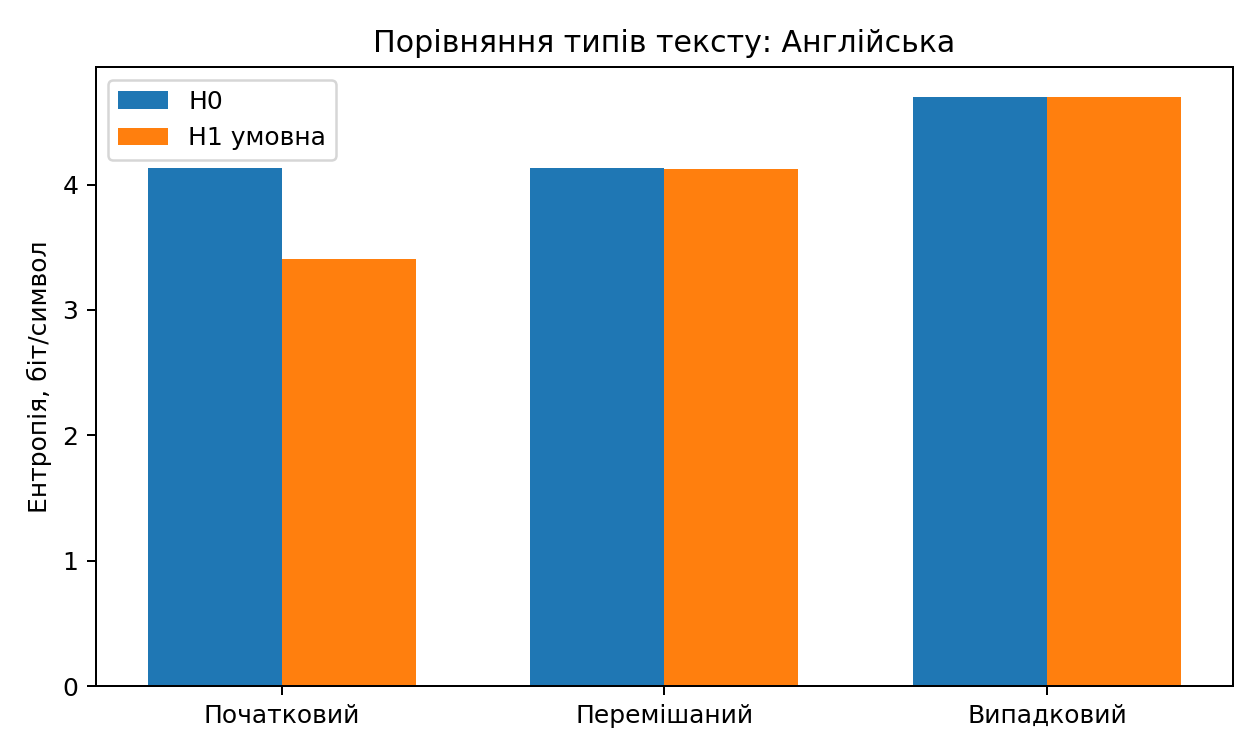 Порівняння типів тексту: Англійська
H0
H1 умовна
Ентропія, біт/символ
4
3
2
1
0
Початковий Перемішаний Випадковий